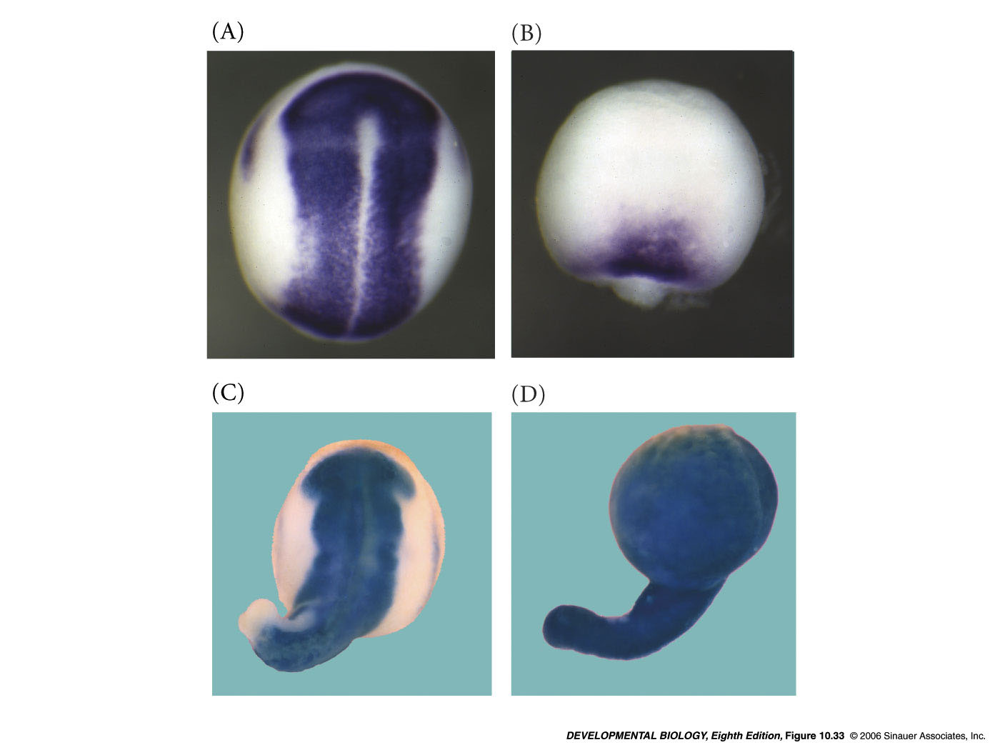 (A)
(B)
(C)
(D)
DEVELOPMENTAL BIOLOGY, Eighth Edition, Figure 10.33 © 2006 Sinauer Associates, Inc.